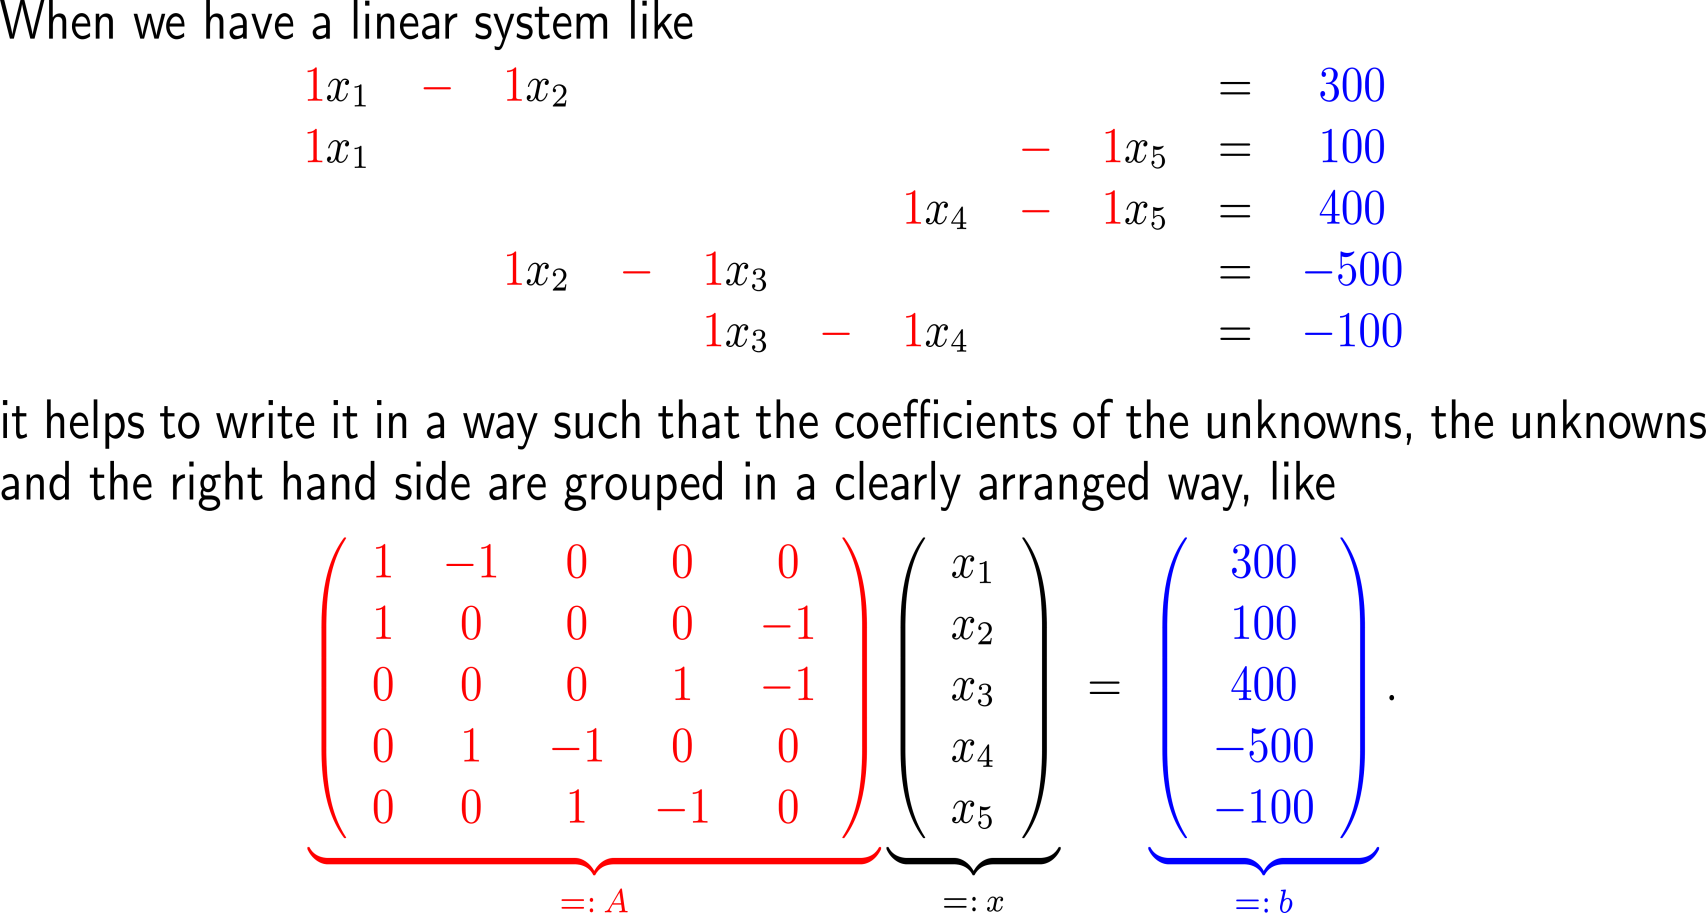 When we have a linear system like
1x₁ − 1x₂ = 300
1x₁ − 1x₅ = 100
1x₄ − 1x₅ = 400
1x₂ − 1x₃ = −500
1x₃ − 1x₄ = −100
it helps to write it in a way such that the coefficients of the unknowns, the unknowns
and the right hand side are grouped in a clearly arranged way, like
1 −1 0 0 0 x₁ 300
1 0 0 0 −1 x₂ 100
0 0 0 1 −1 x₃ = 400 .
0 1 −1 0 0 x₄ −500
0 0 1 −1 0 x₅ −100
=: A =: x =: b